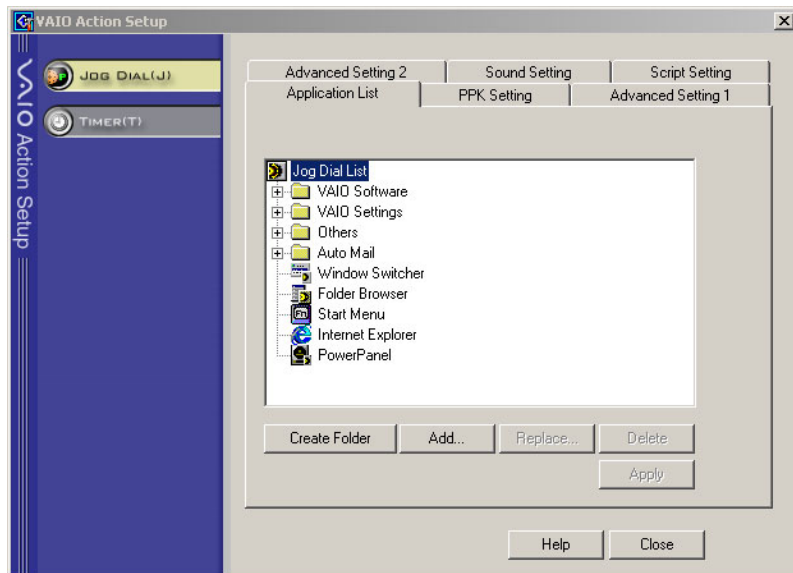 VAIO Action Setup
JOG DIAL(J)
TIMER(T)
VAIO Action Setup
Advanced Setting 2
Sound Setting
Script Setting
Application List
PPK Setting
Advanced Setting 1
Jog Dial List
VAIO Software
VAIO Settings
Others
Auto Mail
Window Switcher
Folder Browser
Start Menu
Internet Explorer
PowerPanel
Create Folder
Add...
Replace...
Delete
Apply
Help
Close